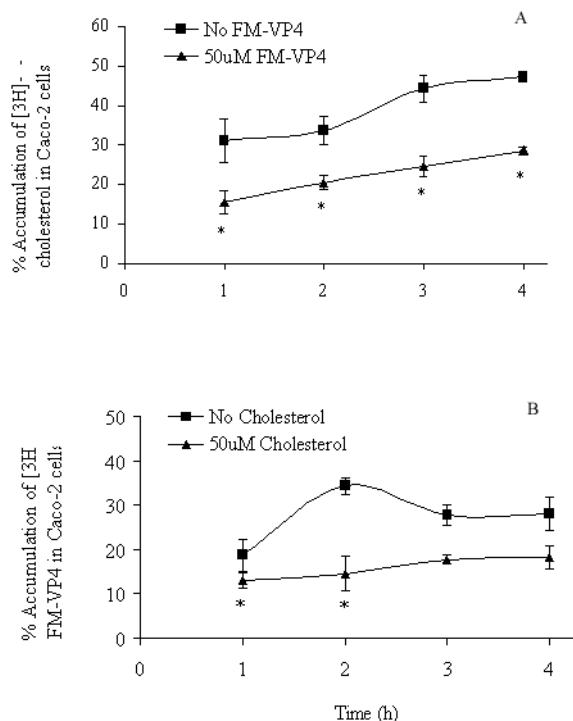 A
No FM-VP4
50uM FM-VP4
% Accumulation of [3H]- -
cholesterol in Caco-2 cells
60
50
40
30
20
10
0
*
*
*
*
0
1
2
3
4
B
No Cholesterol
50uM Cholesterol
% Accumulation of [3H
FM-VP4 in Caco-2 cells
50
40
30
20
10
0
*
*
0
1
2
3
4
Time (h)